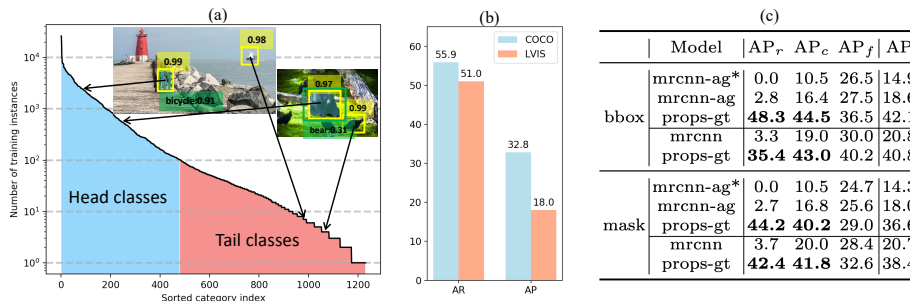 (a)
Number of training instances
10⁴
10³
10²
10¹
10⁰
0.98
0.99
bicycle:0.91
0.97
0.99
bear:0.31
Head classes
Tail classes
0 200 400 600 800 1000 1200
Sorted category index
(b)
COCO
LVIS
60
50
40
30
20
10
0
55.9
51.0
32.8
18.0
AR AP
(c)
Model APr APc APf AP
bbox
mrcnn-ag* 0.0 10.5 26.5 14.9
mrcnn-ag 2.8 16.4 27.5 18.6
props-gt 48.3 44.5 36.5 42.1
mrcnn 3.3 19.0 30.0 20.8
props-gt 35.4 43.0 40.2 40.8
mask
mrcnn-ag* 0.0 10.5 24.7 14.3
mrcnn-ag 2.7 16.8 25.6 18.0
props-gt 44.2 40.2 29.0 36.6
mrcnn 3.7 20.0 28.4 20.7
props-gt 42.4 41.8 32.6 38.4